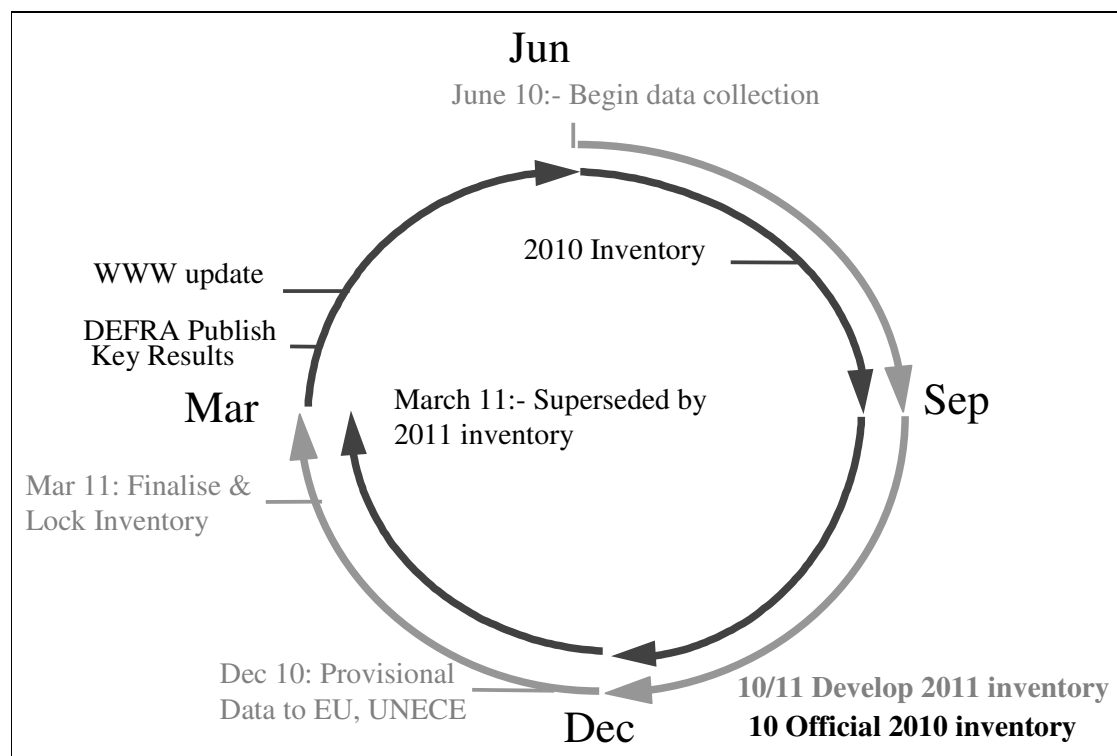 Jun
June 10:- Begin data collection
2010 Inventory
WWW update
DEFRA Publish
Key Results
Mar
March 11:- Superseded by
2011 inventory
Sep
Mar 11: Finalise &
Lock Inventory
Dec 10: Provisional
Data to EU, UNECE
Dec
10/11 Develop 2011 inventory
10 Official 2010 inventory